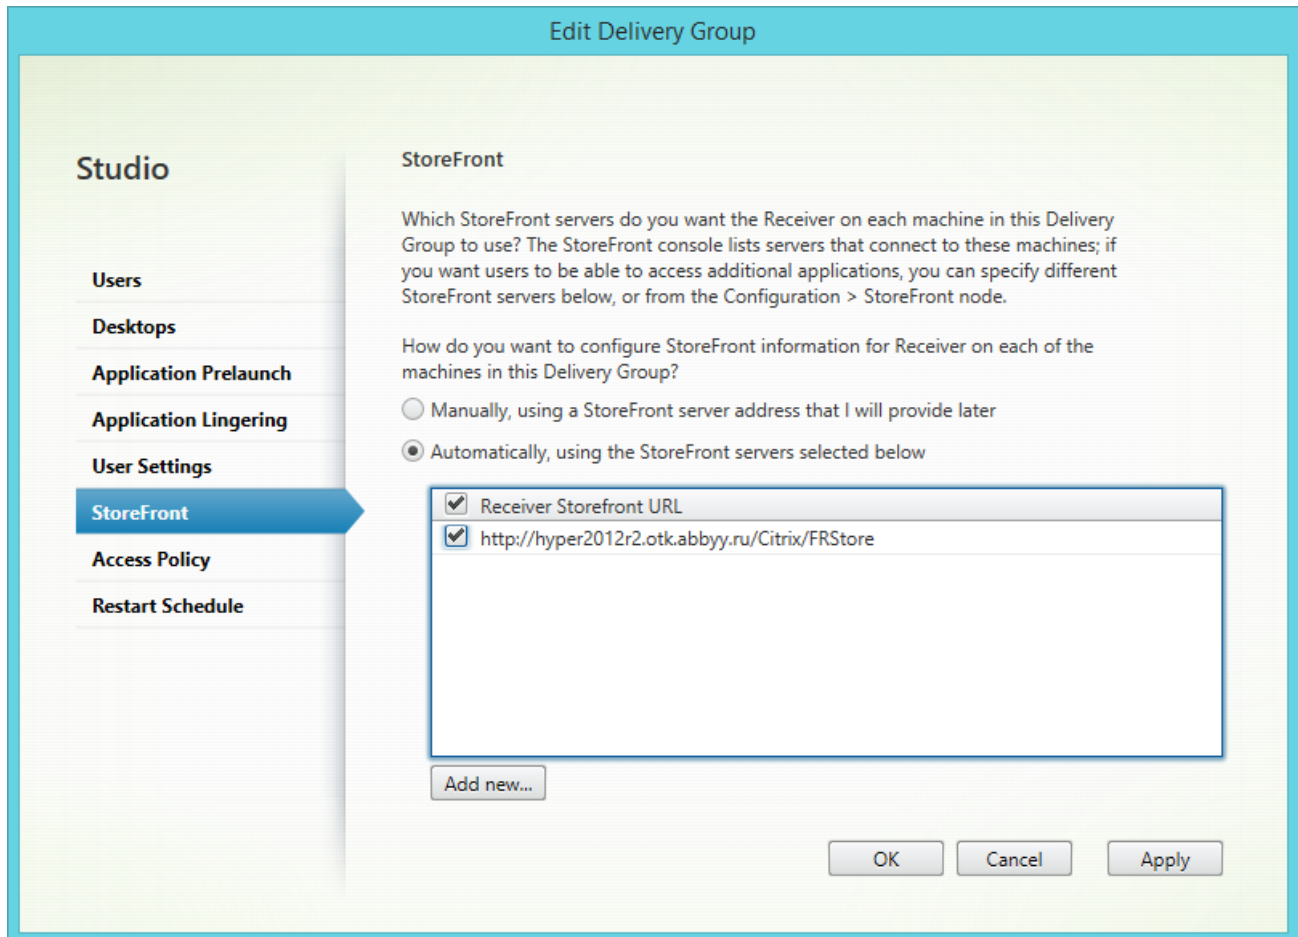 Edit Delivery Group
Studio
Users
Desktops
Application Prelaunch
Application Lingering
User Settings
StoreFront
Access Policy
Restart Schedule
StoreFront
Which StoreFront servers do you want the Receiver on each machine in this Delivery
Group to use? The StoreFront console lists servers that connect to these machines; if
you want users to be able to access additional applications, you can specify different
StoreFront servers below, or from the Configuration > StoreFront node.
How do you want to configure StoreFront information for Receiver on each of the
machines in this Delivery Group?
Manually, using a StoreFront server address that I will provide later
Automatically, using the StoreFront servers selected below
Receiver Storefront URL
http://hyper2012r2.otk.abbyy.ru/Citrix/FRStore
Add new...
OK
Cancel
Apply